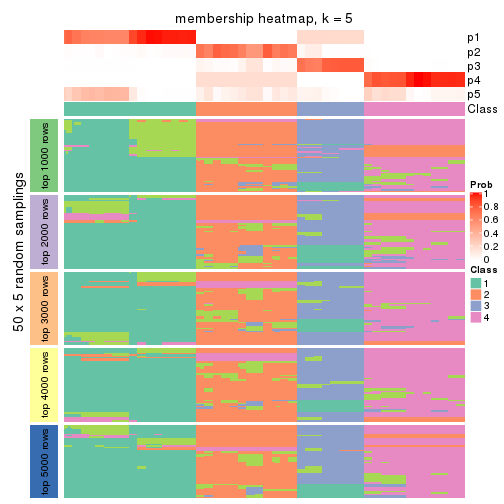 membership heatmap, k = 5
p1
p2
p3
p4
p5
Class
50 x 5 random samplings
top 1000 rows
top 2000 rows
top 3000 rows
top 4000 rows
top 5000 rows
Prob
1
0.8
0.6
0.4
0.2
0
Class
1
2
3
4